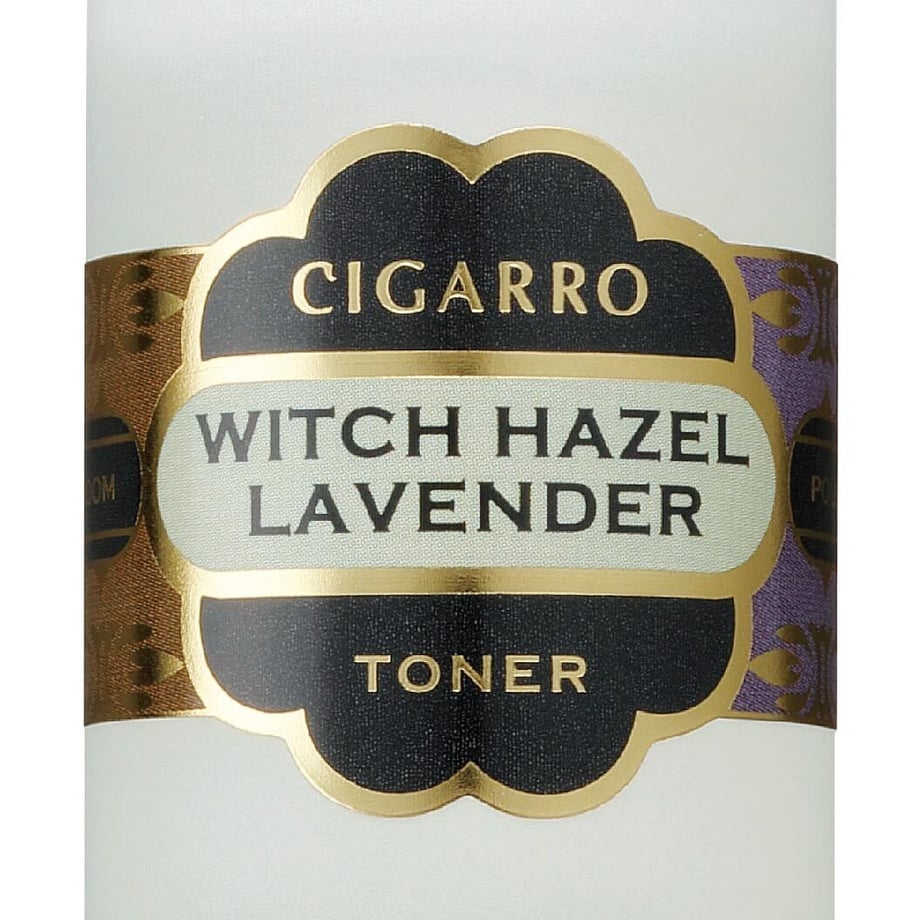 CIGARRO
WITCH HAZEL
LAVENDER
TONER